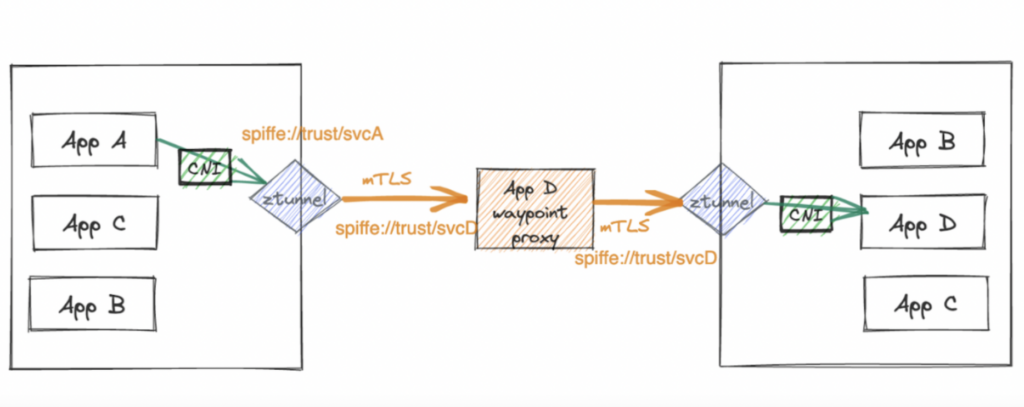 App A
App C
App B
CNI
spiffe://trust/svcA
ztunnel
mTLS
spiffe://trust/svcD
App D
waypoint
proxy
mTLS
spiffe://trust/svcD
ztunnel
CNI
App B
App D
App C